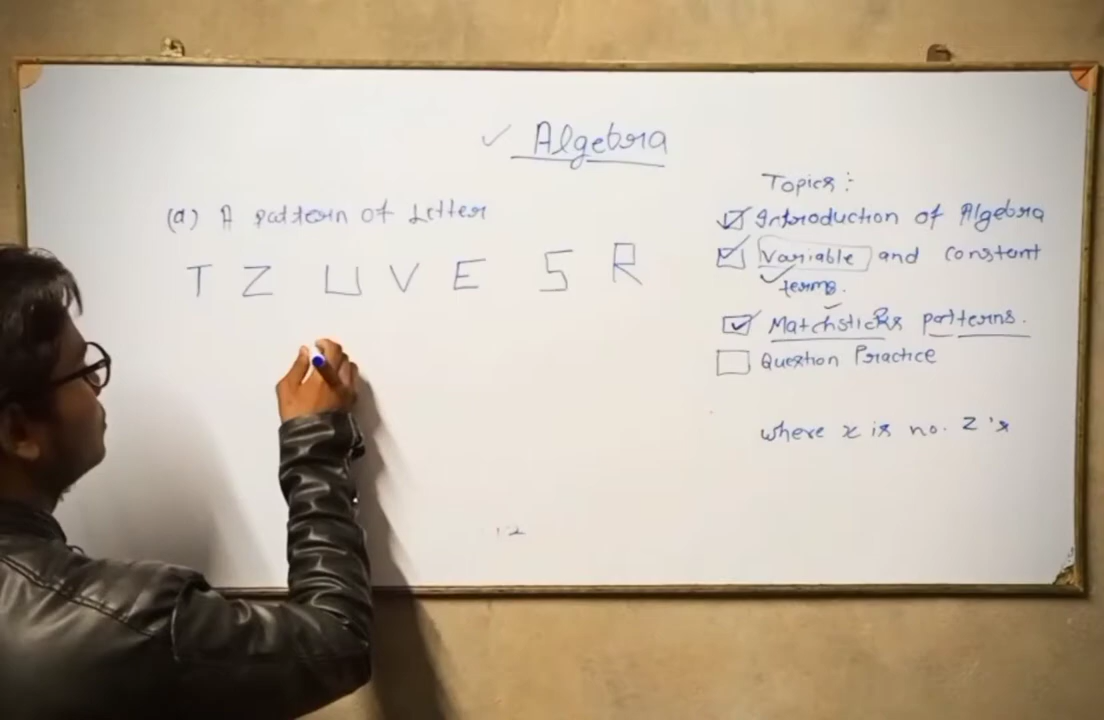 ✓ Algebra
(a) A pattern of Letter
T Z U V E S R
Topics :
☑ Introduction of Algebra
☑ Variable and constant
terms.
☑ Matchsticks patterns.
☐ Question Practice
where x is no. Z's